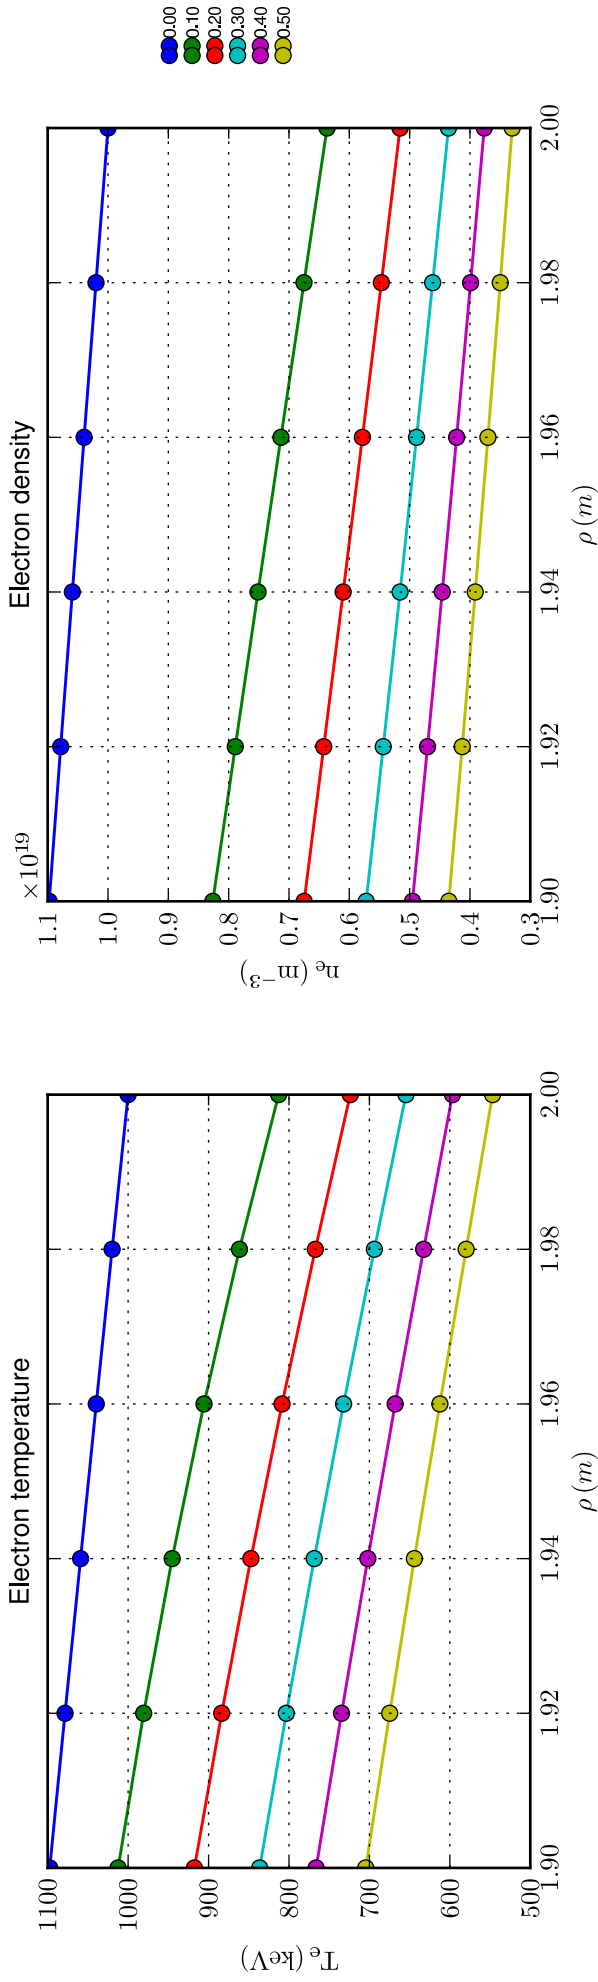 Electron temperature
1100
1000
900
800
700
600
500
T_e (keV)
1.90 1.92 1.94 1.96 1.98 2.00
ρ (m)
Electron density
×10^19
1.1
1.0
0.9
0.8
0.7
0.6
0.5
0.4
0.3
n_e (m^−3)
1.90 1.92 1.94 1.96 1.98 2.00
ρ (m)
0.00
0.10
0.20
0.30
0.40
0.50